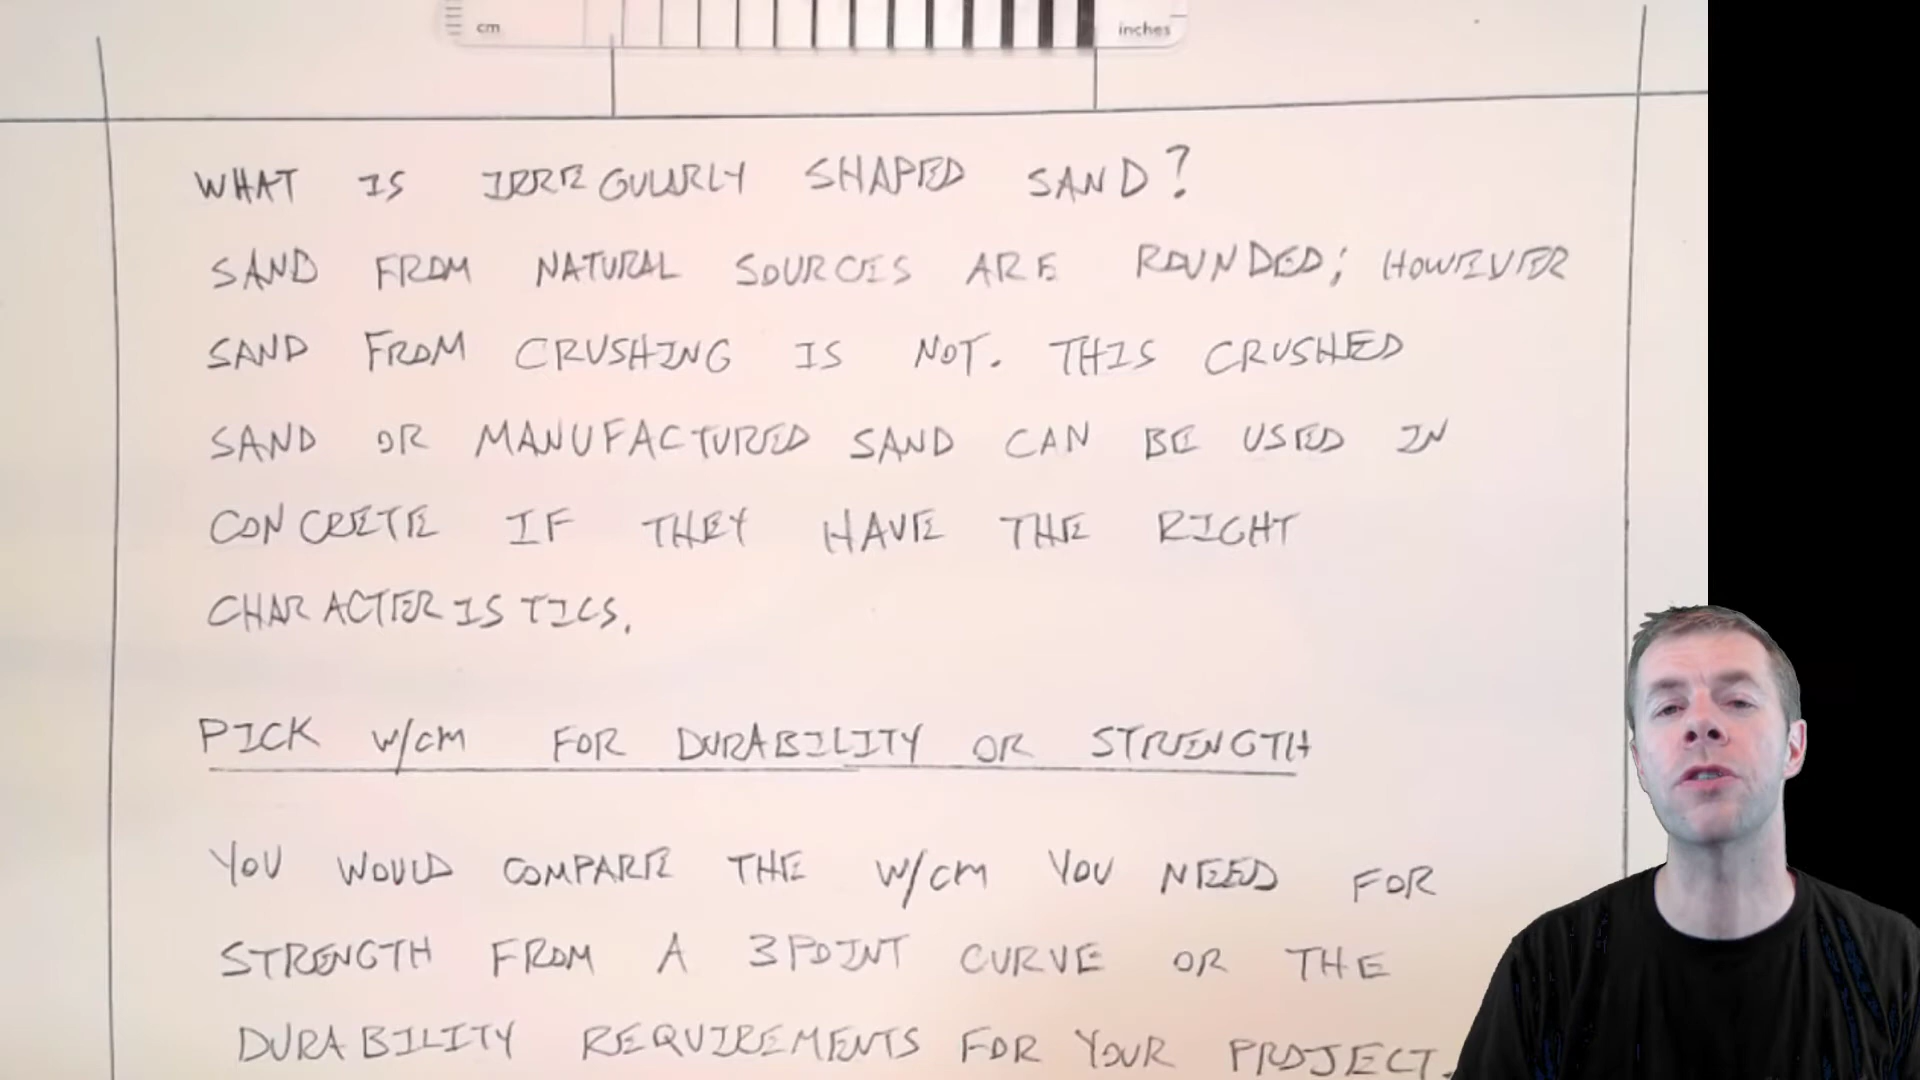 cm inches
WHAT IS IRREGULARLY SHAPED SAND?
SAND FROM NATURAL SOURCES ARE ROUNDED; HOWEVER
SAND FROM CRUSHING IS NOT. THIS CRUSHED
SAND OR MANUFACTURED SAND CAN BE USED IN
CONCRETE IF THEY HAVE THE RIGHT
CHARACTERISTICS.
PICK w/cm FOR DURABILITY OR STRENGTH
YOU WOULD COMPARE THE w/cm YOU NEED FOR
STRENGTH FROM A 3 POINT CURVE OR THE
DURABILITY REQUIREMENTS FOR YOUR PROJECT.